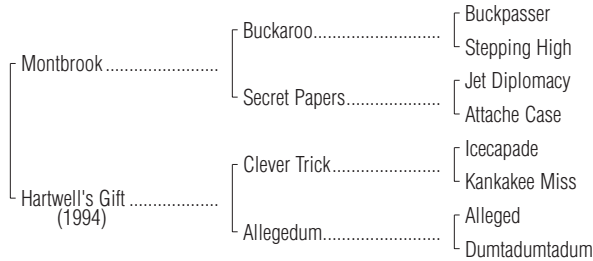 Buckpasser
Buckaroo
Stepping High
Montbrook
Jet Diplomacy
Secret Papers
Attache Case
Icecapade
Clever Trick
Kankakee Miss
Hartwell's Gift
(1994)
Alleged
Allegedum
Dumtadumtadum